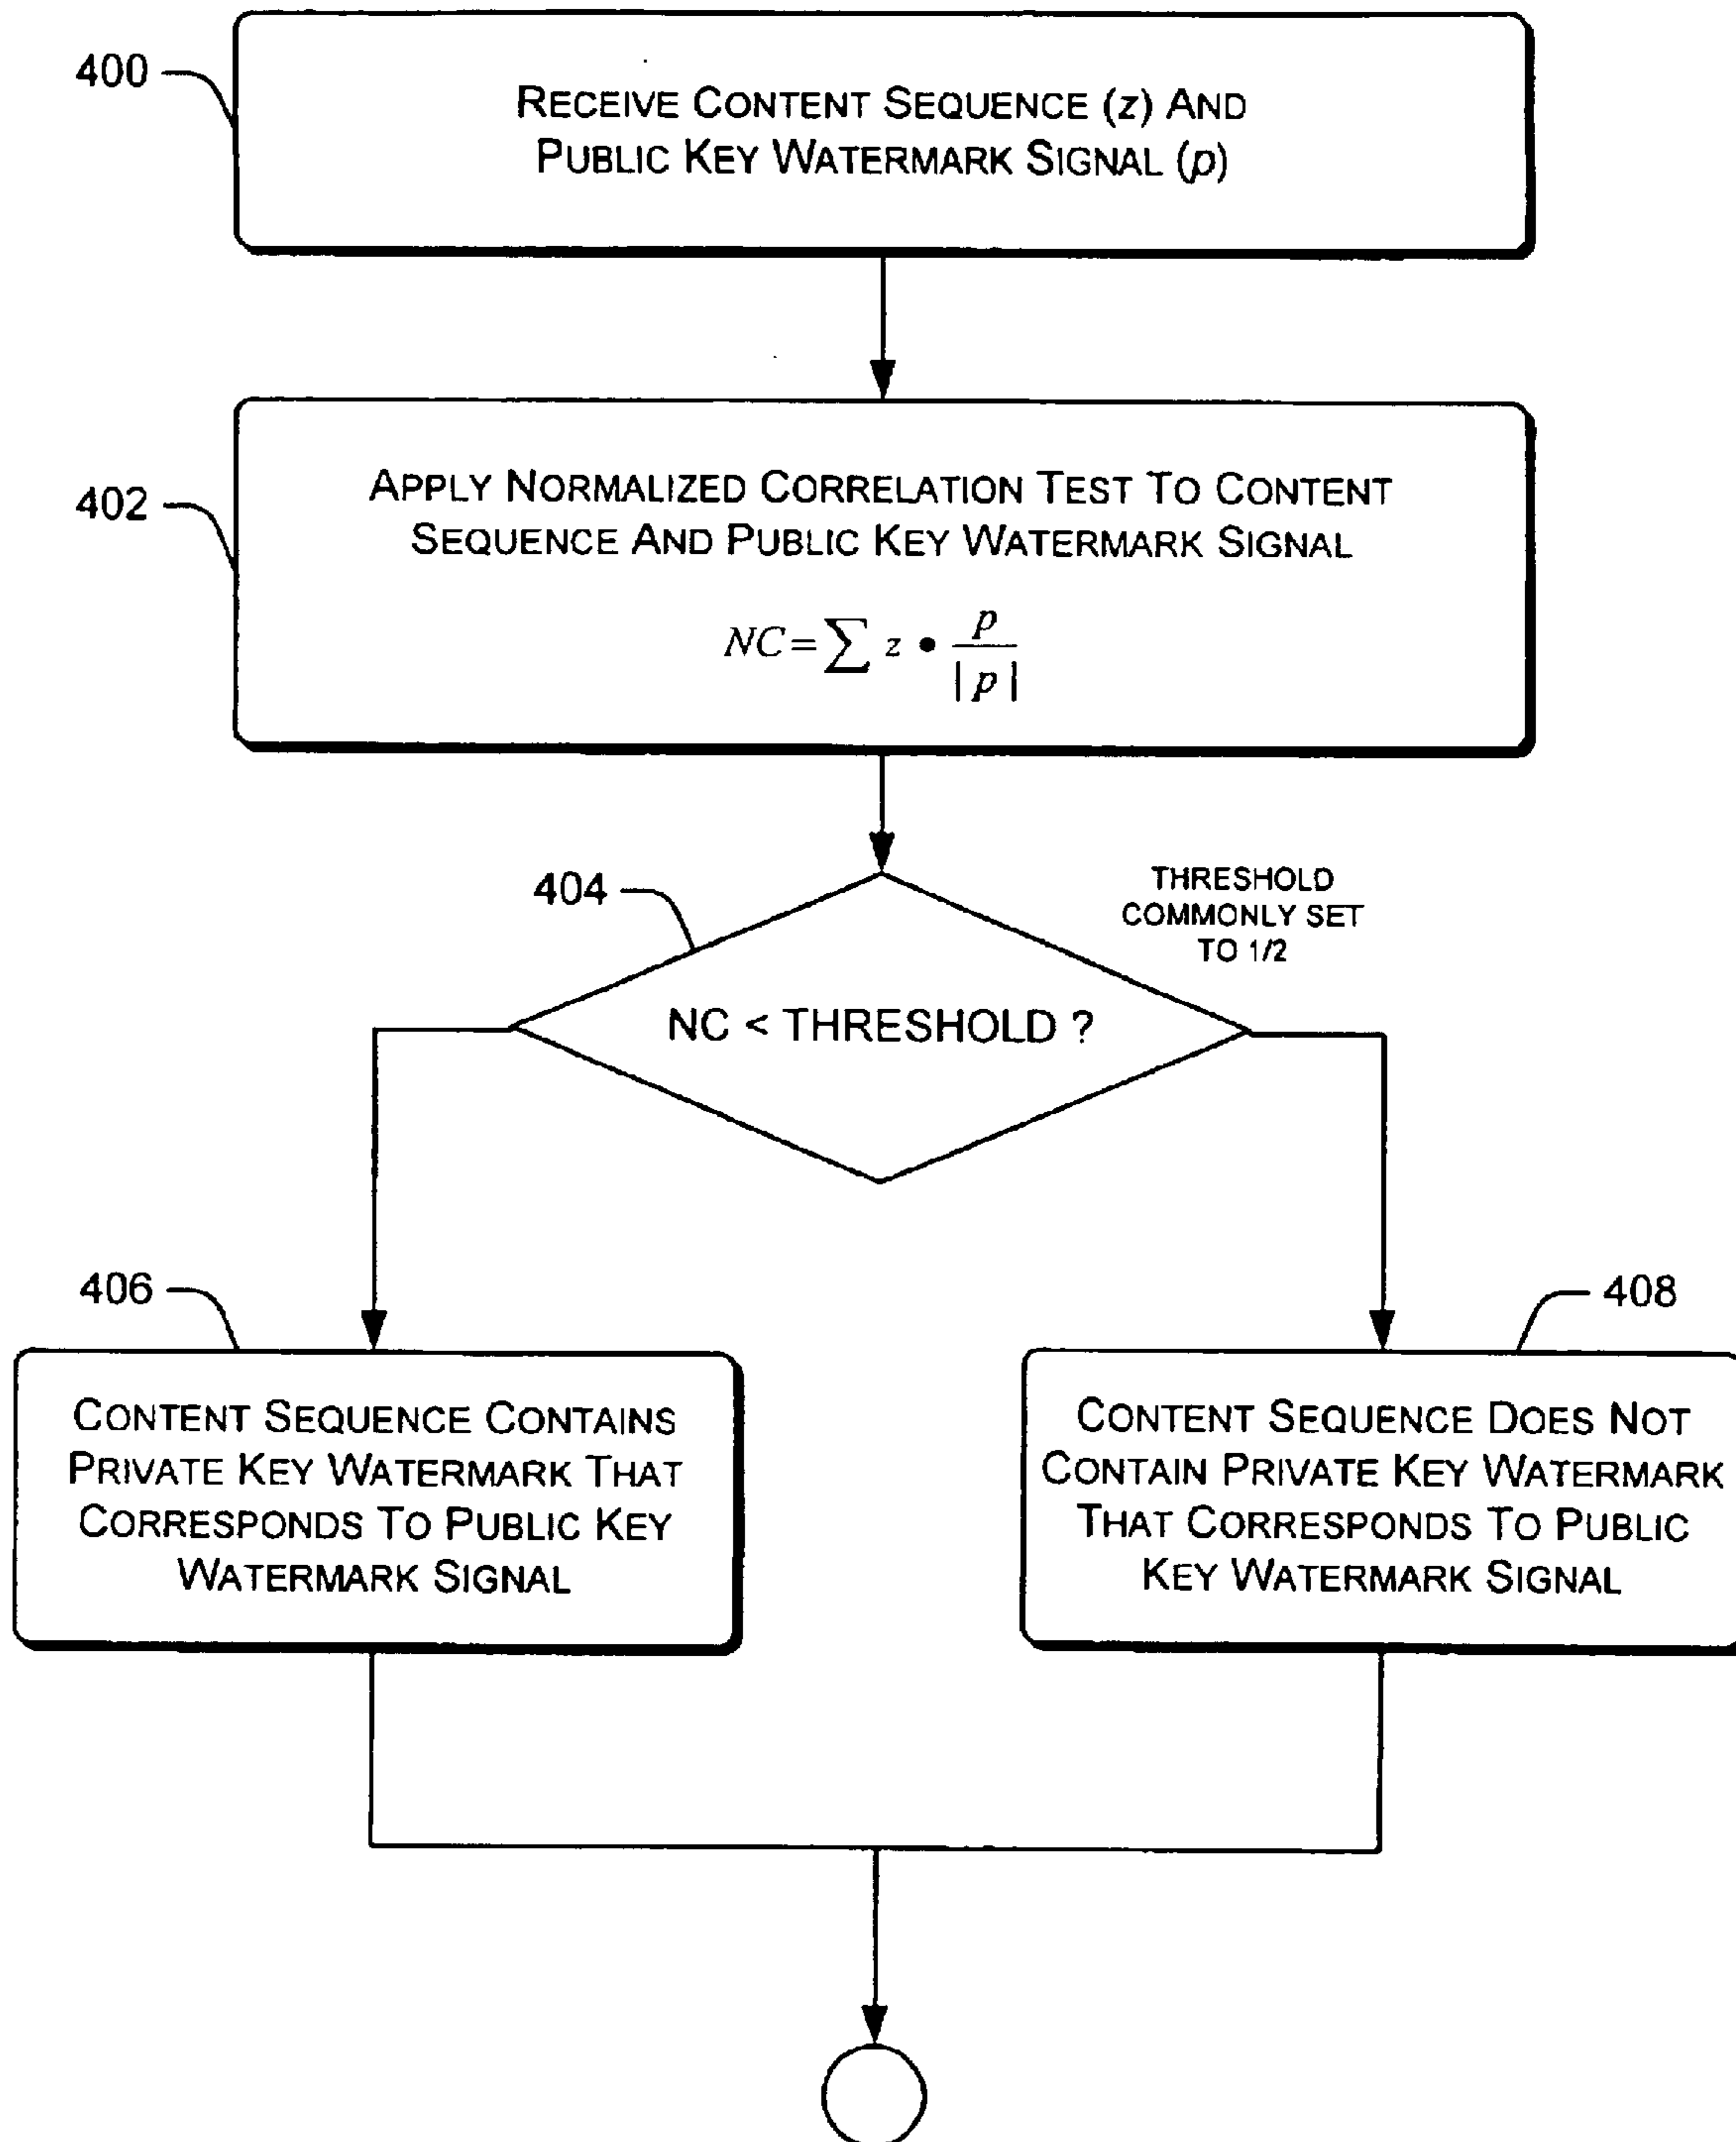 400
RECEIVE CONTENT SEQUENCE (z) AND
PUBLIC KEY WATERMARK SIGNAL (p)
402
APPLY NORMALIZED CORRELATION TEST TO CONTENT
SEQUENCE AND PUBLIC KEY WATERMARK SIGNAL
NC = ∑ z • p / | p |
404
THRESHOLD
COMMONLY SET
TO 1/2
NC < THRESHOLD ?
406
CONTENT SEQUENCE CONTAINS
PRIVATE KEY WATERMARK THAT
CORRESPONDS TO PUBLIC KEY
WATERMARK SIGNAL
408
CONTENT SEQUENCE DOES NOT
CONTAIN PRIVATE KEY WATERMARK
THAT CORRESPONDS TO PUBLIC
KEY WATERMARK SIGNAL